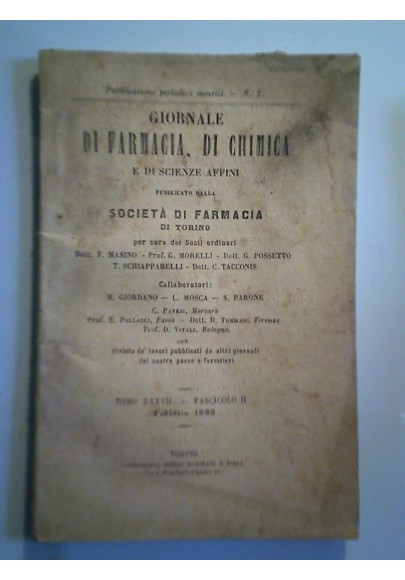 Pubblicazione periodica mensile. — N. 2.
GIORNALE
DI FARMACIA, DI CHIMICA
E DI SCIENZE AFFINI
PUBBLICATO DALLA
SOCIETÀ DI FARMACIA
DI TORINO
per cura dei Socii ordinari
Dott. F. MASINO - Prof. G. MORELLI - Dott. G. POSSETTO
T. SCHIAPPARELLI - Dott. C. TACCONIS
Collaboratori:
M. GIORDANO — L. MOSCA — S. PARONE
C. PAVESI, Mortara
Prof. E. POLLACCI, Pavia — Dott. D. TOMMASI, Firenze
Prof. D. VITALI, Bologna.
CON
rivista de' lavori pubblicati da altri giornali
del nostro paese e forestieri
TOMO XXXVII — FASCICOLO II
Febbraio 1888
TORINO